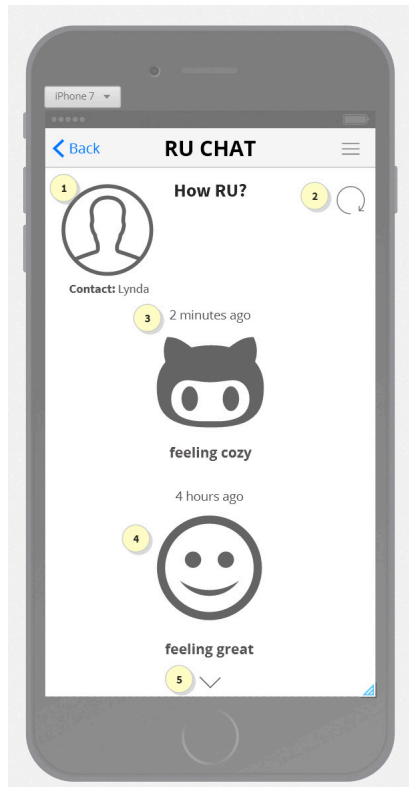 iPhone 7
Back RU CHAT
1 How RU? 2
Contact: Lynda
3 2 minutes ago
feeling cozy
4 hours ago
4
feeling great
5